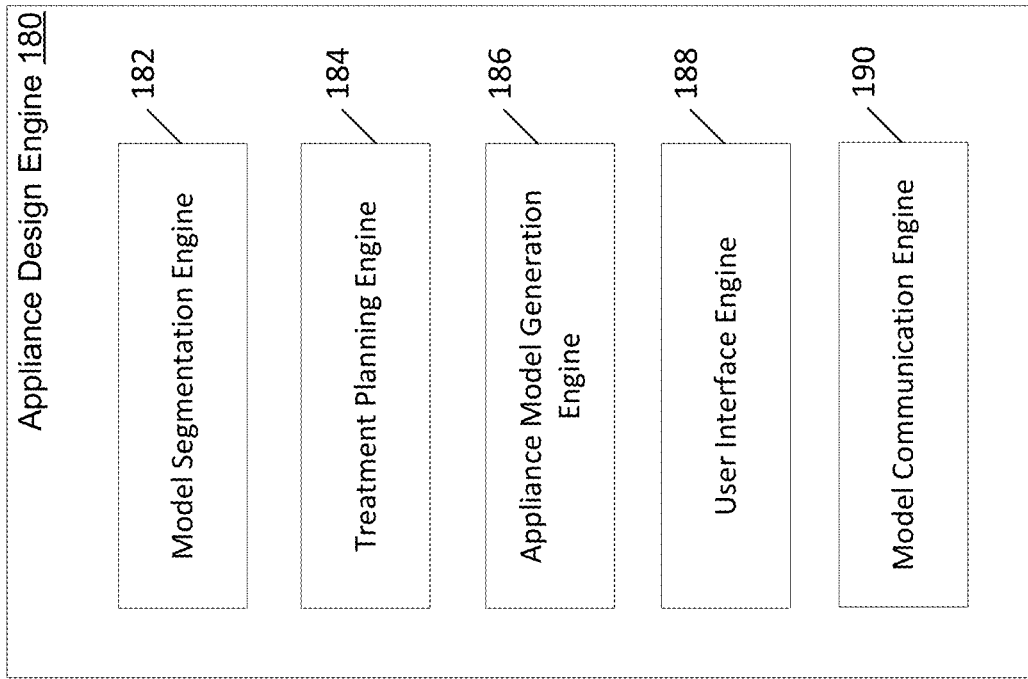 Appliance Design Engine 180
182
Model Segmentation Engine
184
Treatment Planning Engine
186
Appliance Model Generation
Engine
188
User Interface Engine
190
Model Communication Engine